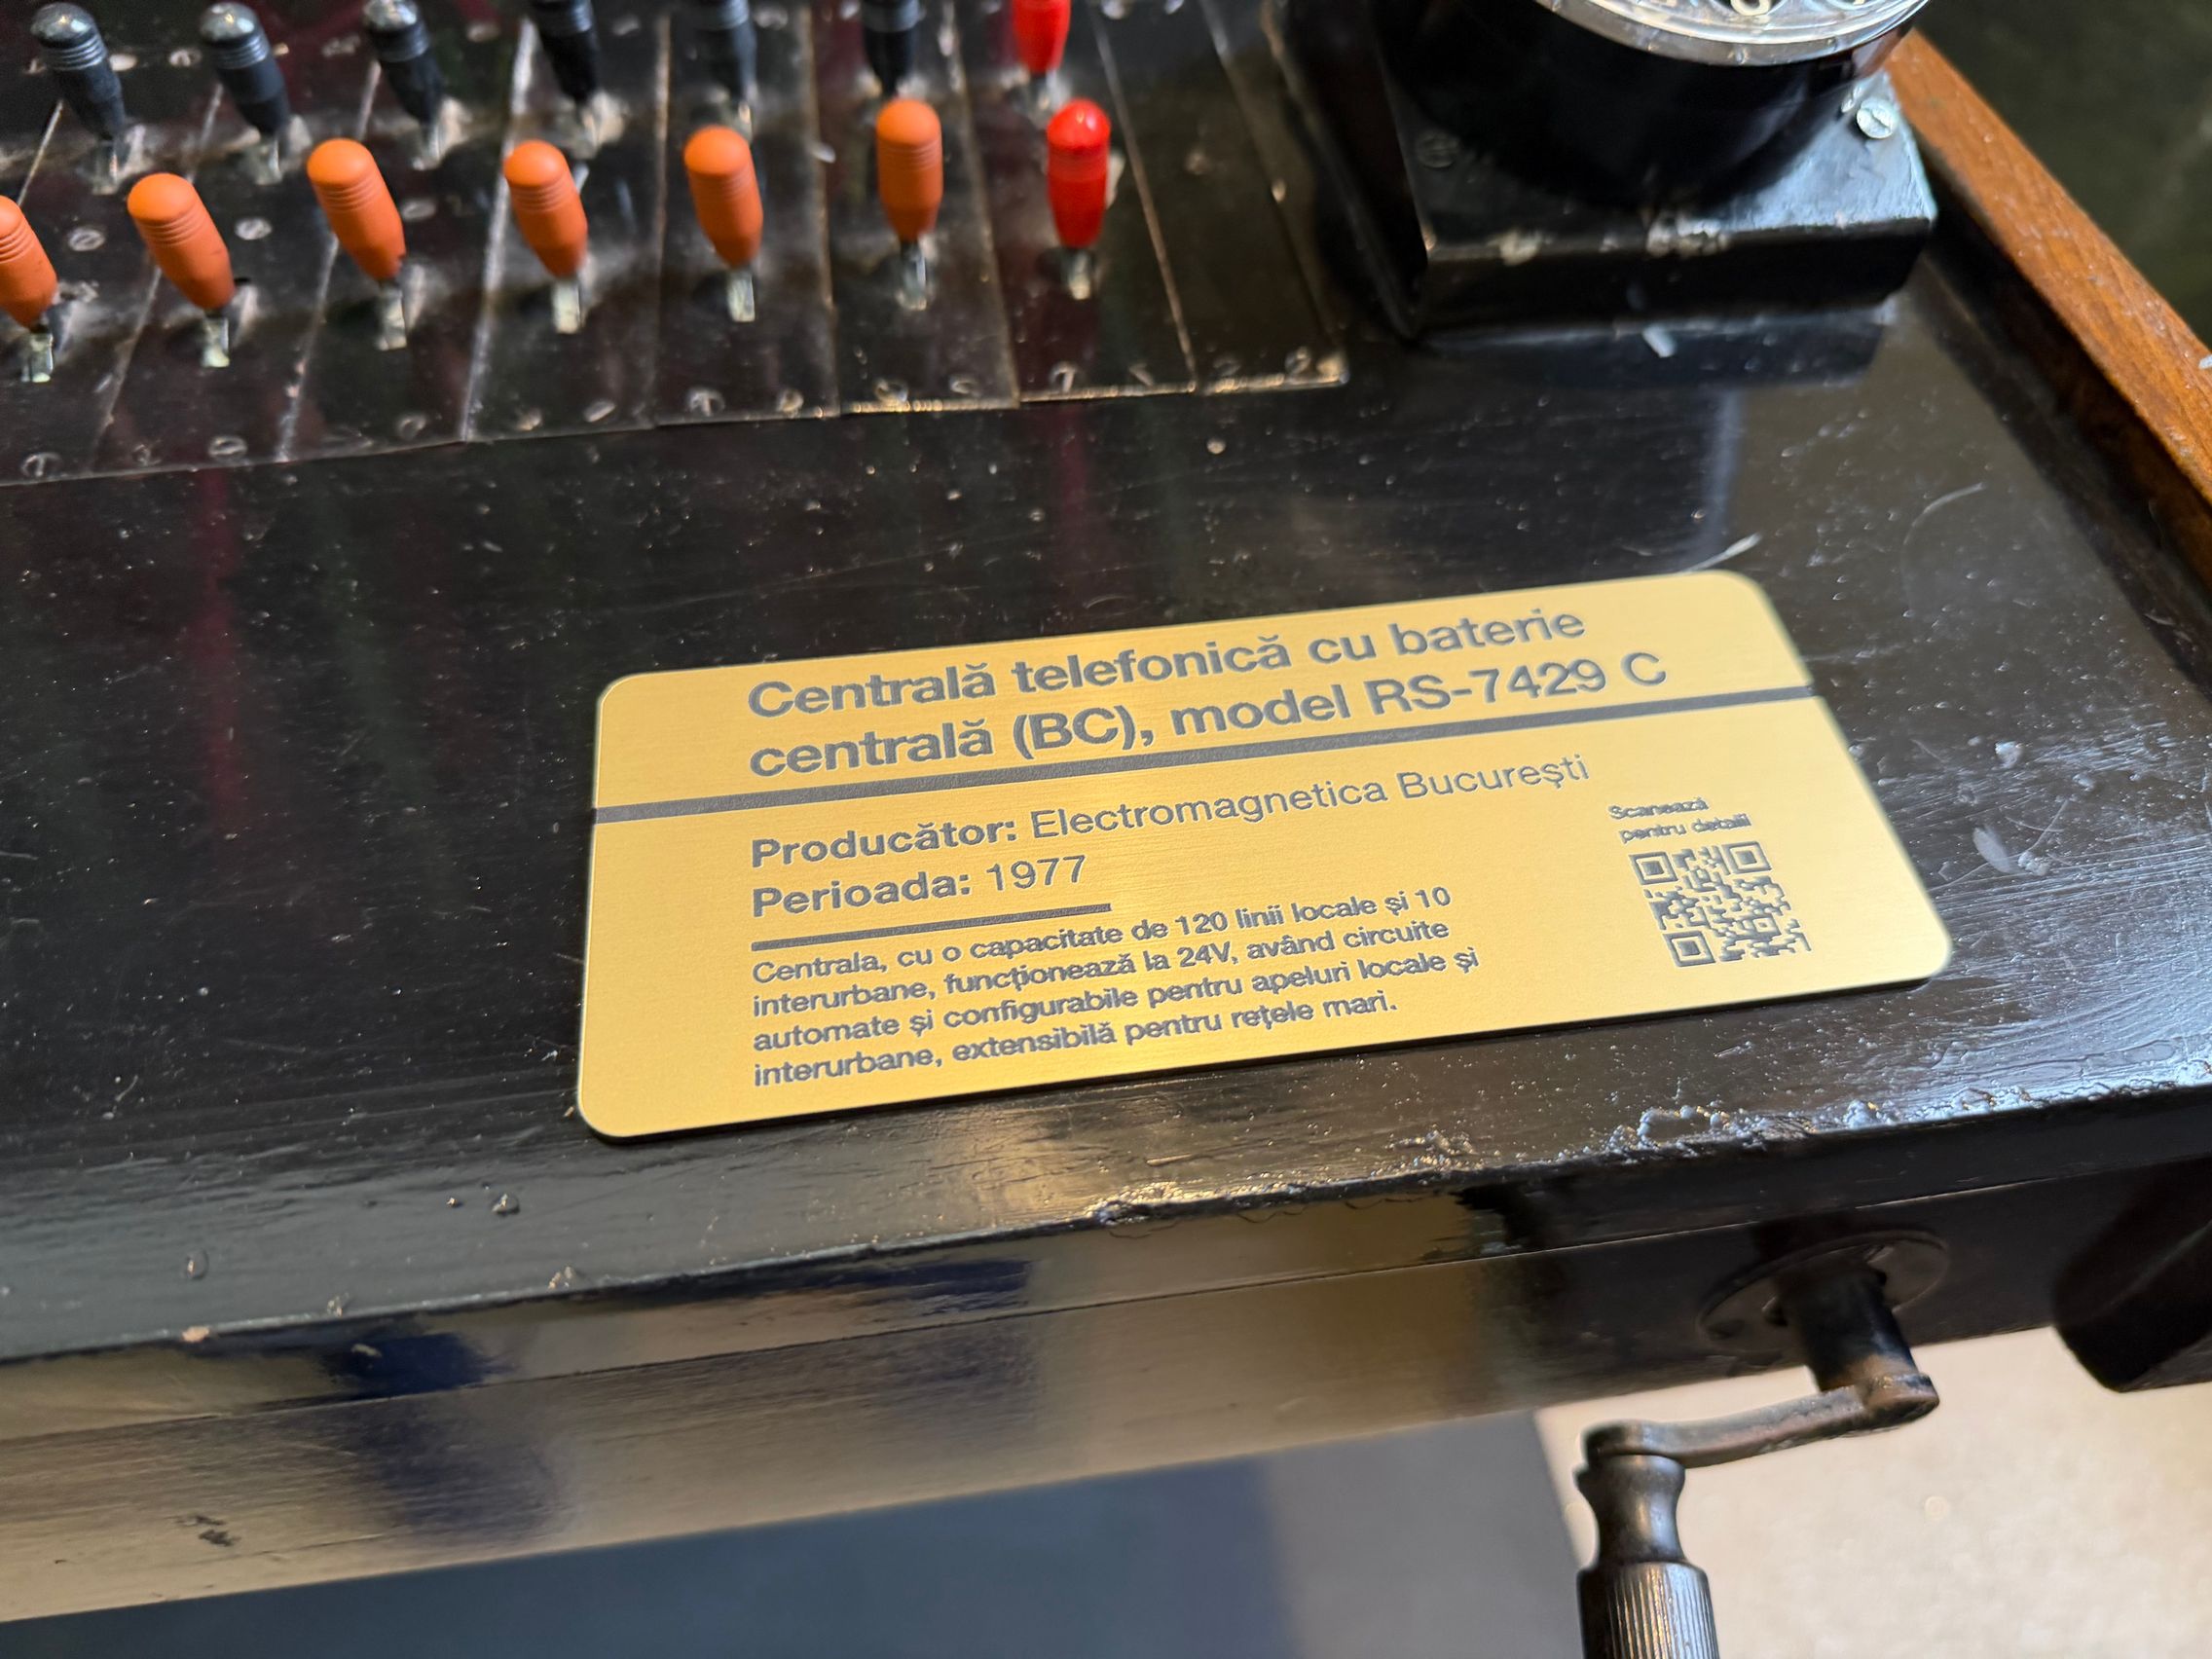 Centrală telefonică cu baterie
centrală (BC), model RS-7429 C
Producător: Electromagnetica București
Perioada: 1977
Centrala, cu o capacitate de 120 linii locale și 10
interurbane, funcționează la 24V, având circuite
automate și configurabile pentru apeluri locale și
interurbane, extensibilă pentru rețele mari.
Scanează
pentru detalii